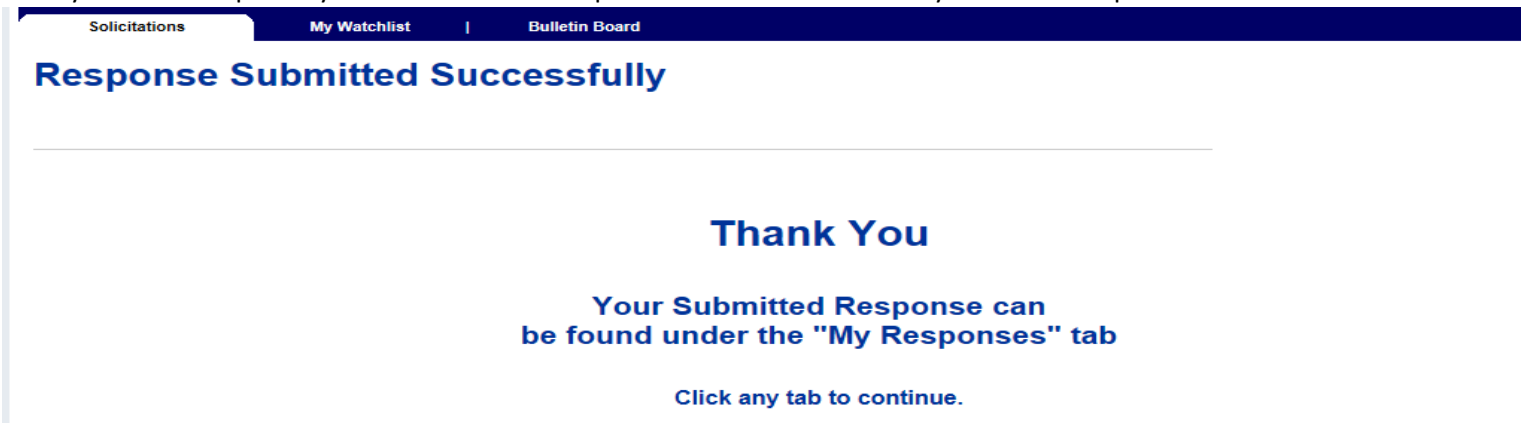 Solicitations My Watchlist | Bulletin Board
Response Submitted Successfully
Thank You
Your Submitted Response can
be found under the "My Responses" tab
Click any tab to continue.